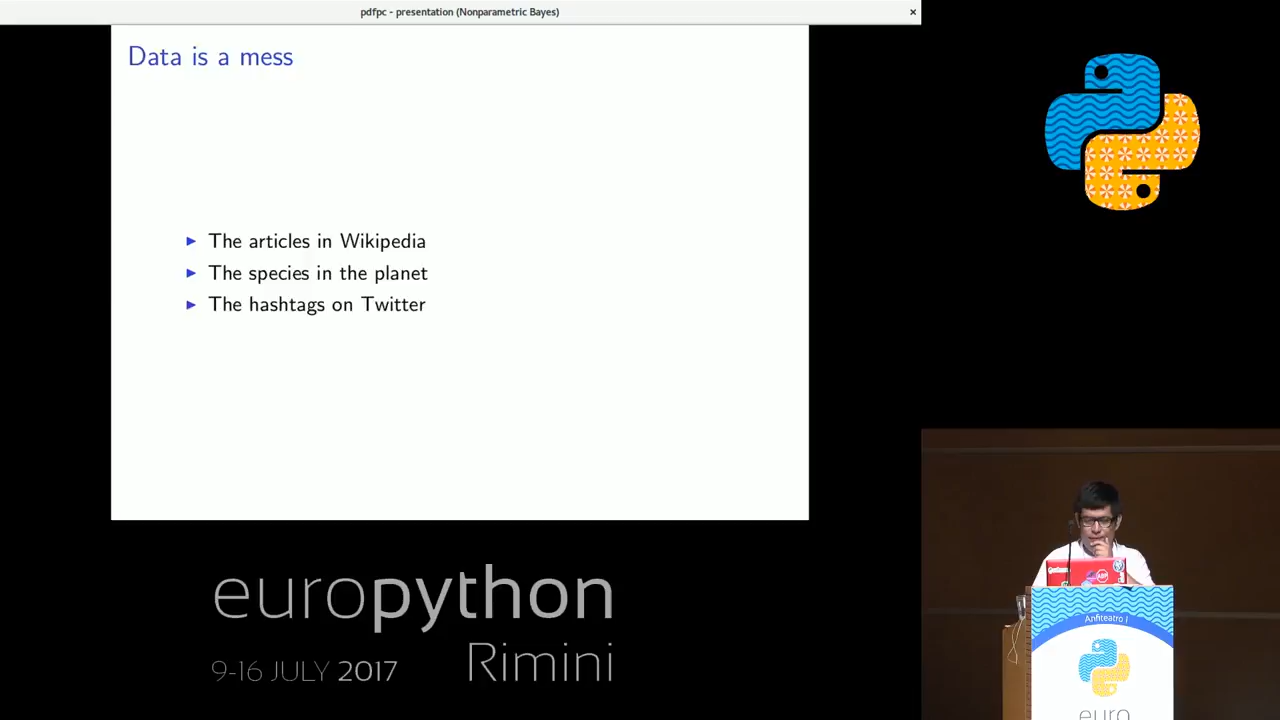 pdfpc - presentation (Nonparametric Bayes)
×
Data is a mess
▶ The articles in Wikipedia
▶ The species in the planet
▶ The hashtags on Twitter
europython
Rimini
9-16 JULY 2017
Anfiteatro I
euro